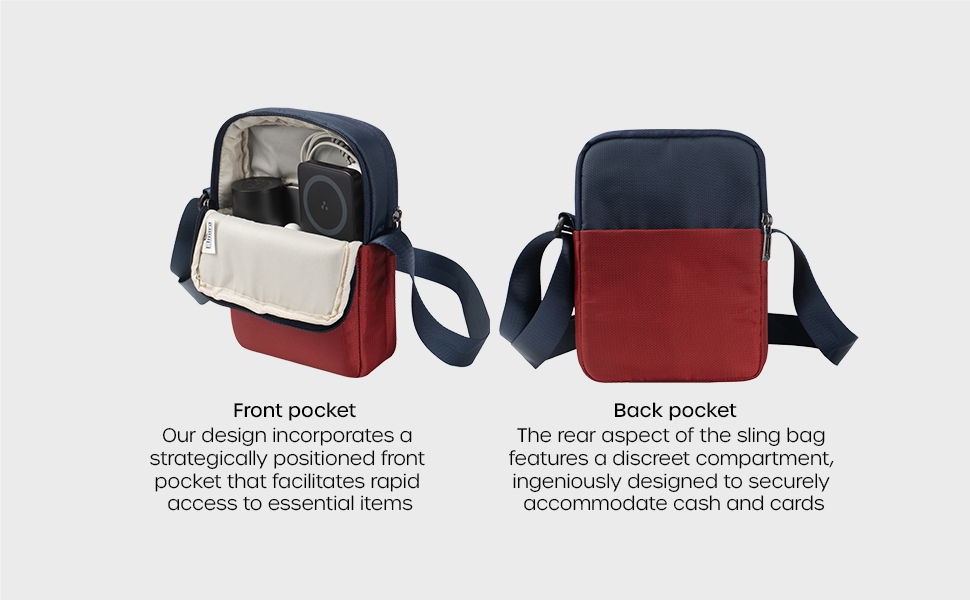 Front pocket
Our design incorporates a
strategically positioned front
pocket that facilitates rapid
access to essential items
Back pocket
The rear aspect of the sling bag
features a discreet compartment,
ingeniously designed to securely
accommodate cash and cards